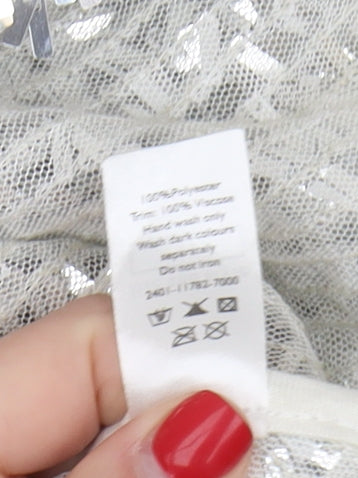 100% Polyester
Trim: 100% Viscose
Hand wash only
Wash dark colours
separately
Do not iron
2401-11782-7000